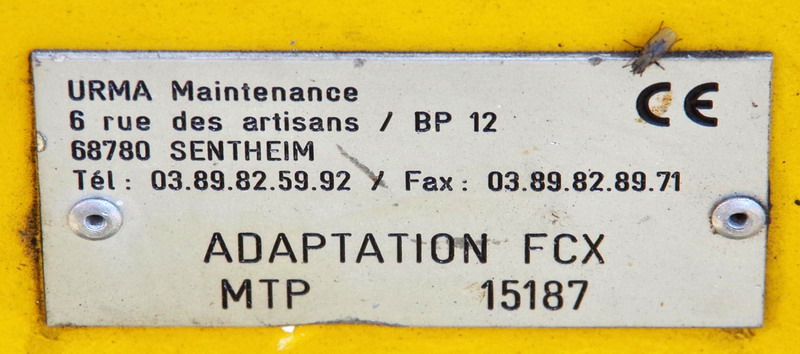 URMA Maintenance CE
6 rue des artisans / BP 12
68780 SENTHEIM
Tél : 03.89.82.59.92 / Fax : 03.89.82.89.71
ADAPTATION FCX
MTP 15187